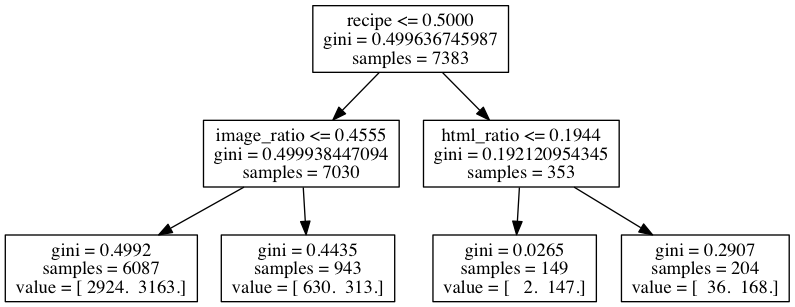 recipe <= 0.5000
gini = 0.499636745987
samples = 7383
image_ratio <= 0.4555
gini = 0.499938447094
samples = 7030
html_ratio <= 0.1944
gini = 0.192120954345
samples = 353
gini = 0.4992
samples = 6087
value = [ 2924. 3163.]
gini = 0.4435
samples = 943
value = [ 630. 313.]
gini = 0.0265
samples = 149
value = [ 2. 147.]
gini = 0.2907
samples = 204
value = [ 36. 168.]